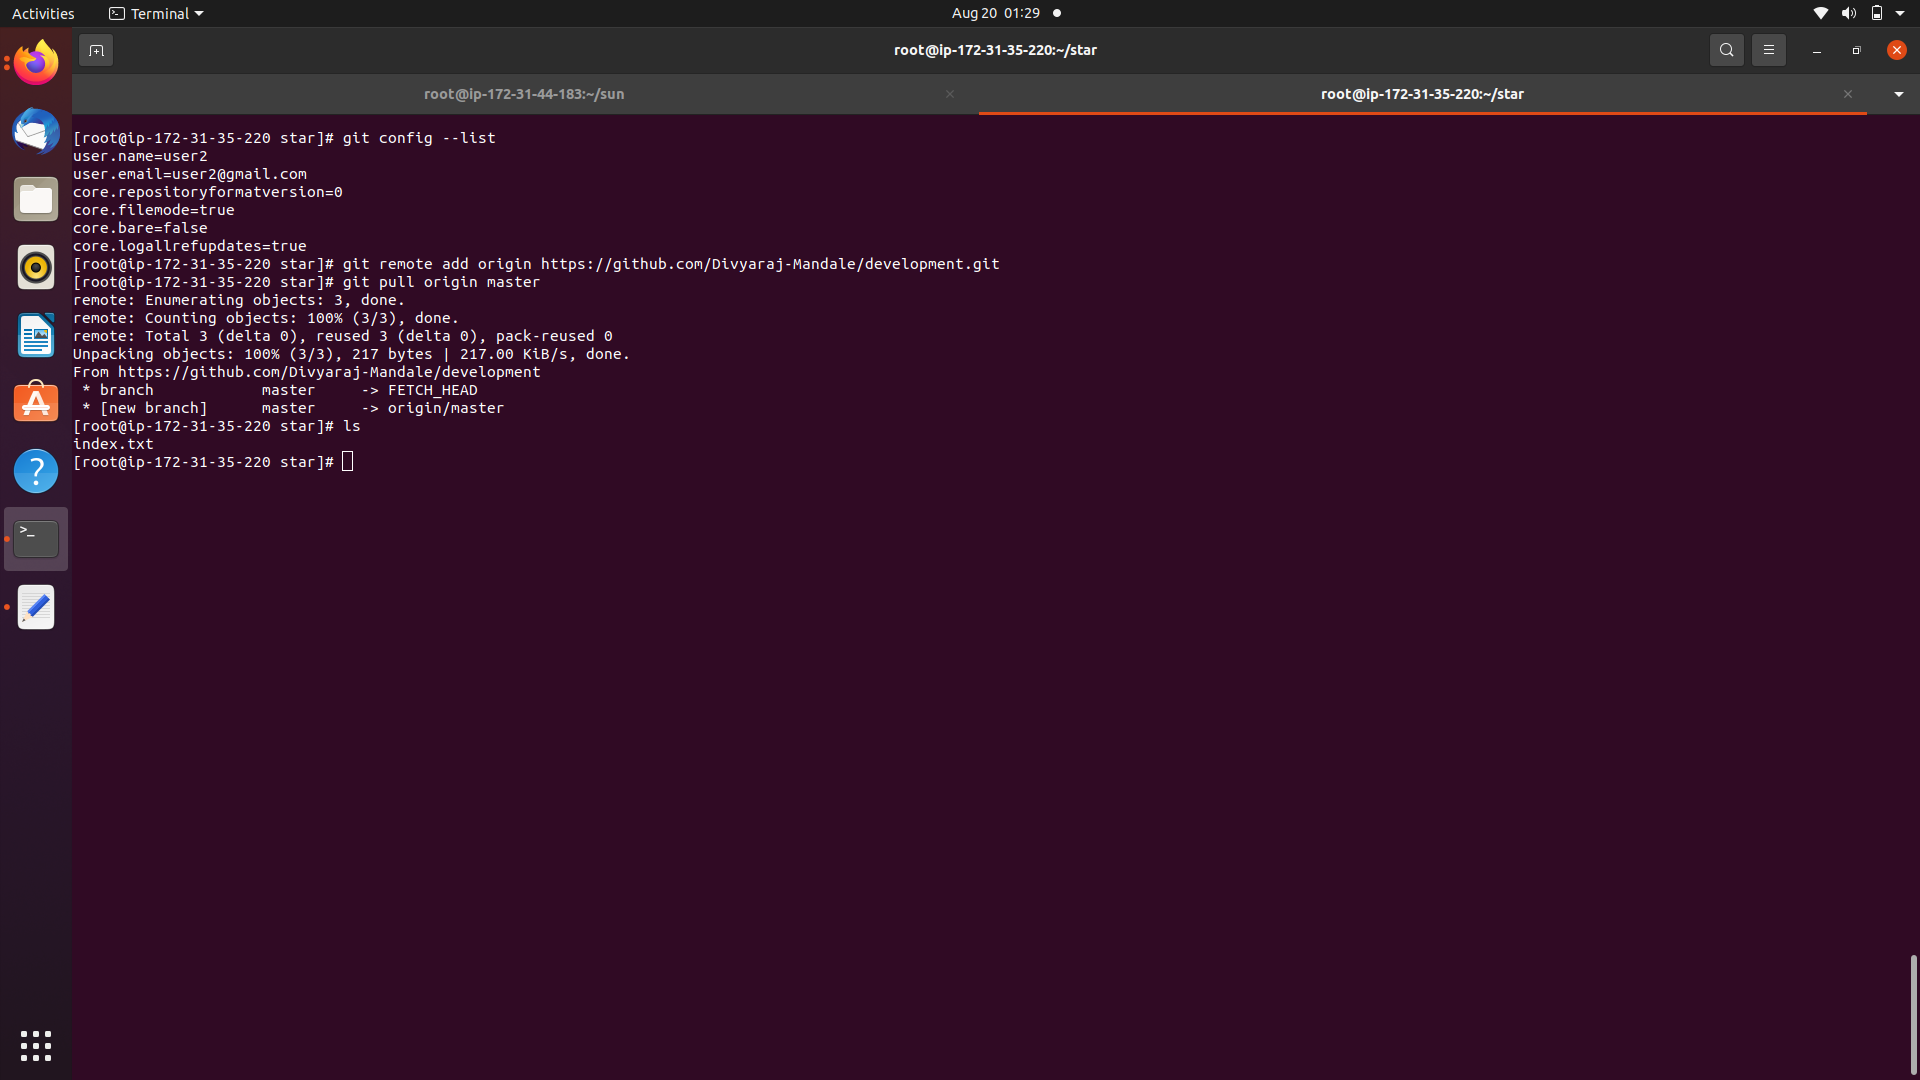 Activities Terminal Aug 20 01:29
root@ip-172-31-35-220:~/star
root@ip-172-31-44-183:~/sun root@ip-172-31-35-220:~/star
[root@ip-172-31-35-220 star]# git config --list
user.name=user2
user.email=user2@gmail.com
core.repositoryformatversion=0
core.filemode=true
core.bare=false
core.logallrefupdates=true
[root@ip-172-31-35-220 star]# git remote add origin https://github.com/Divyaraj-Mandale/development.git
[root@ip-172-31-35-220 star]# git pull origin master
remote: Enumerating objects: 3, done.
remote: Counting objects: 100% (3/3), done.
remote: Total 3 (delta 0), reused 3 (delta 0), pack-reused 0
Unpacking objects: 100% (3/3), 217 bytes | 217.00 KiB/s, done.
From https://github.com/Divyaraj-Mandale/development
 * branch            master     -> FETCH_HEAD
 * [new branch]      master     -> origin/master
[root@ip-172-31-35-220 star]# ls
index.txt
[root@ip-172-31-35-220 star]#